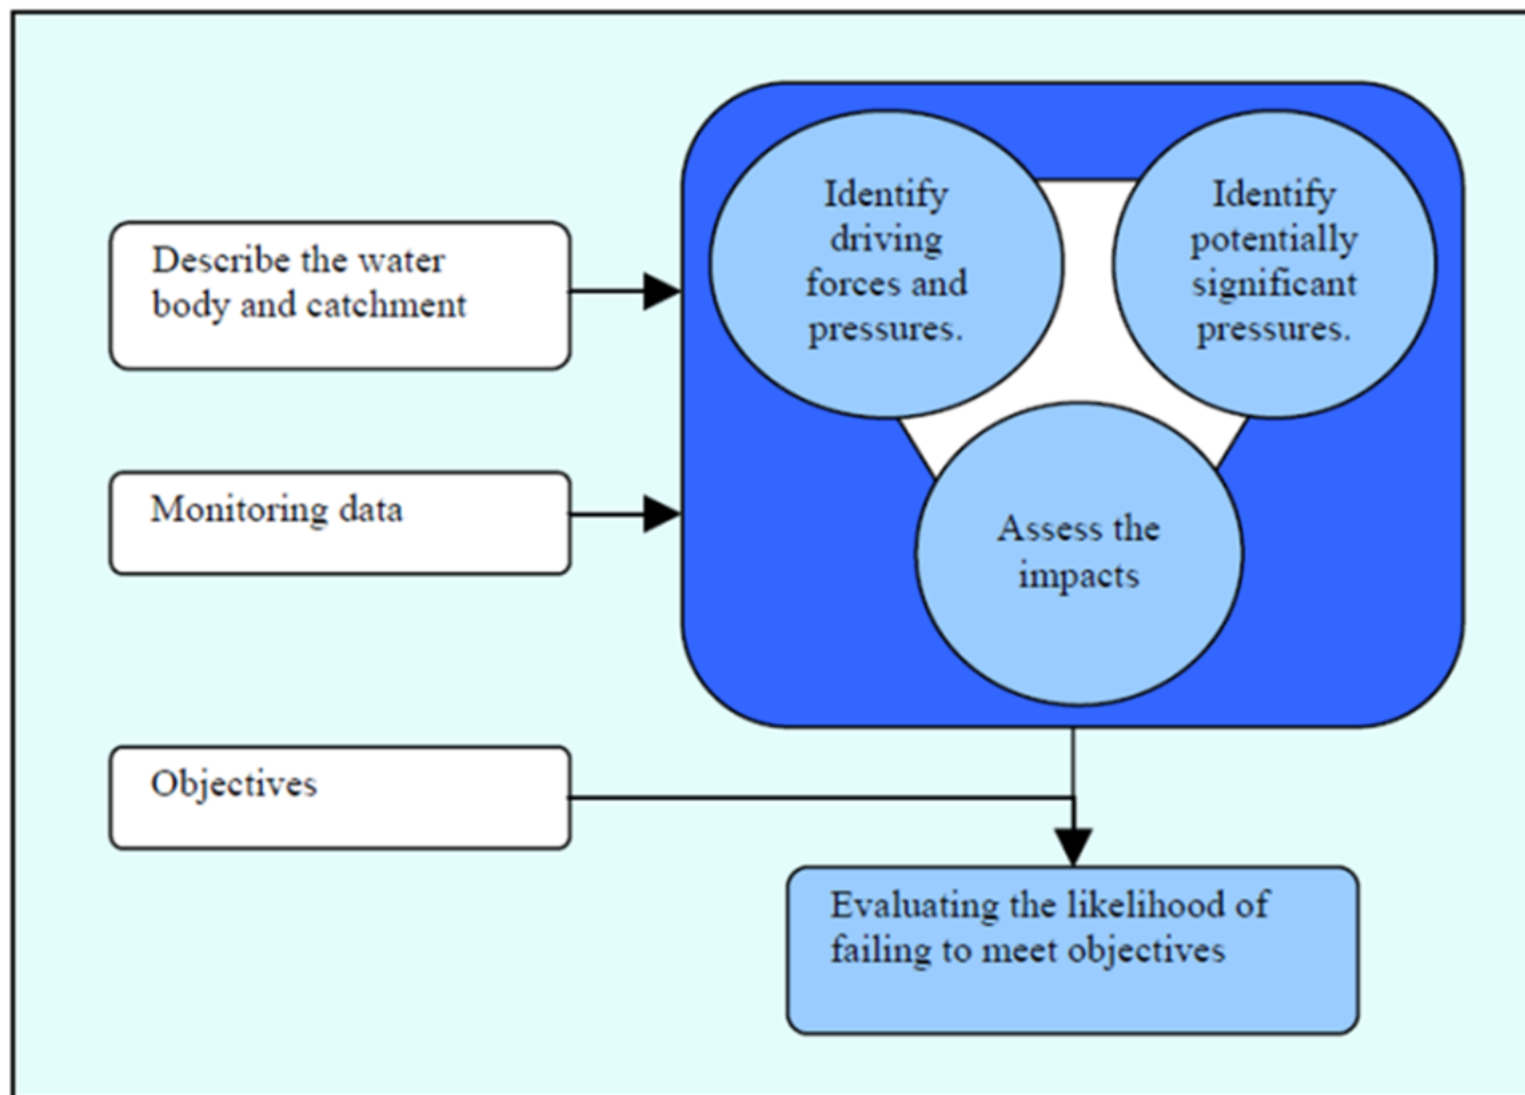 Describe the water
body and catchment
Monitoring data
Objectives
Identify
driving
forces and
pressures.
Identify
potentially
significant
pressures.
Assess the
impacts
Evaluating the likelihood of
failing to meet objectives